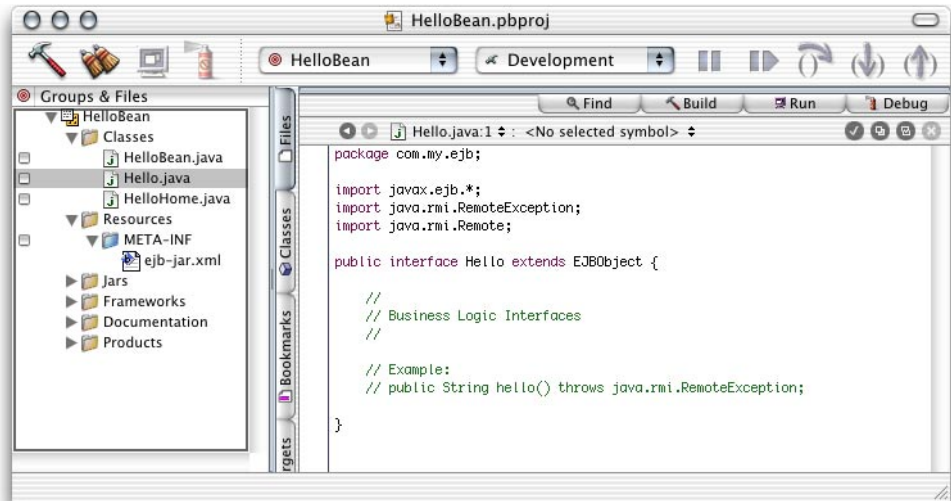 HelloBean.pbproj
HelloBean
Development
Groups & Files
Find
Build
Run
Debug
HelloBean
Classes
HelloBean.java
Hello.java
HelloHome.java
Resources
META-INF
ejb-jar.xml
Jars
Frameworks
Documentation
Products
Files
Classes
Bookmarks
rgets
Hello.java:1 : <No selected symbol>
package com.my.ejb;
import javax.ejb.*;
import java.rmi.RemoteException;
import java.rmi.Remote;
public interface Hello extends EJBObject {
//
// Business Logic Interfaces
//
// Example:
// public String hello() throws java.rmi.RemoteException;
}